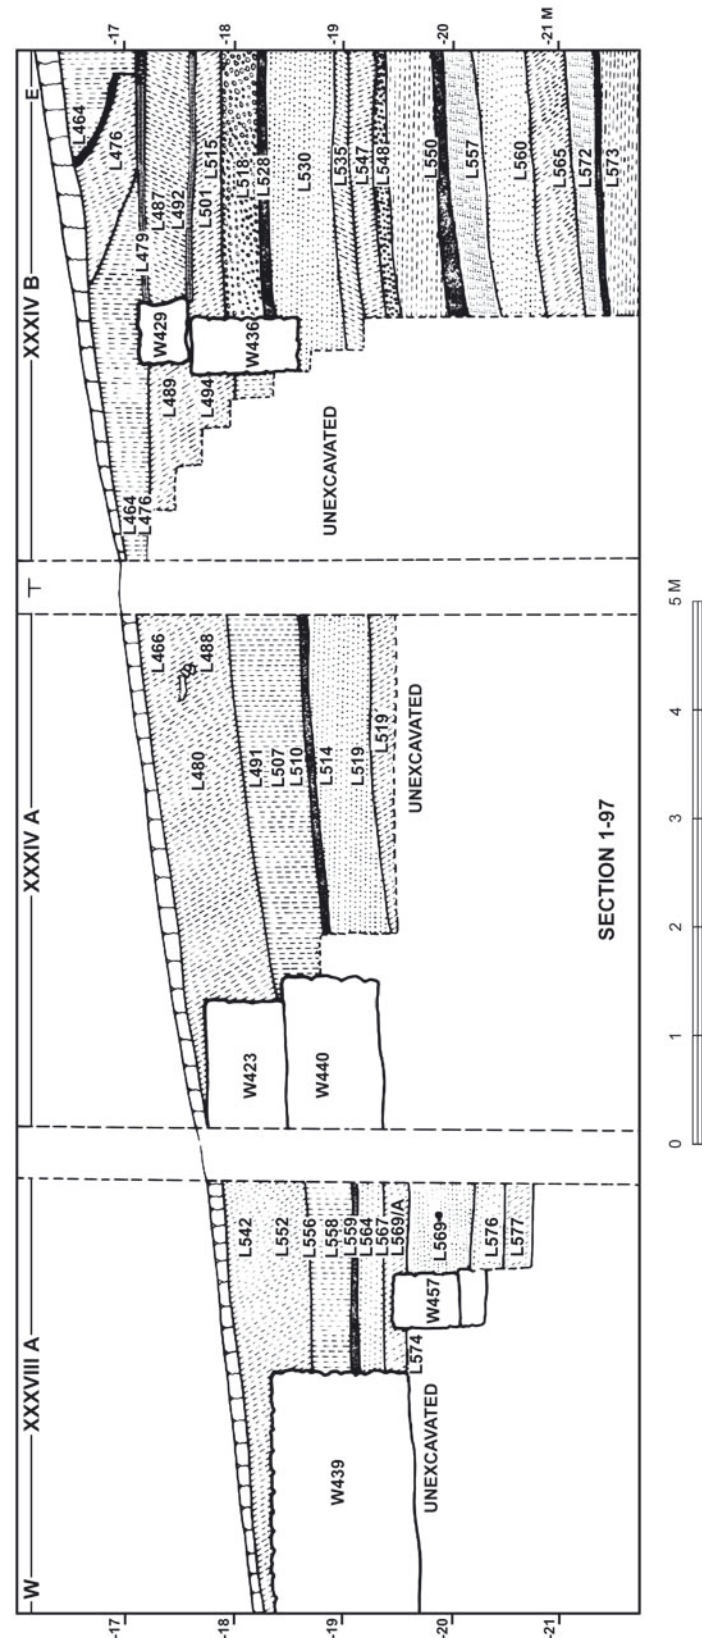 W XXXVIII A XXXIV A T XXXIV B E
-17
-18
-19
-20
-21
-17
-18
-19
-20
-21 M
L542
L552
L556
L558
L559
L564
L567
L569/A
L569
L576
L577
L574
W439
W457
UNEXCAVATED
W423
W440
L466
L488
L480
L491
L507
L510
L514
L519
L519
UNEXCAVATED
L464
L476
L489
L494
W429
W436
UNEXCAVATED
L464
L476
L479
L487
L492
L501
L515
L518
L528
L530
L535
L547
L548
L550
L557
L560
L565
L572
L573
SECTION 1-97
0 1 2 3 4 5 M